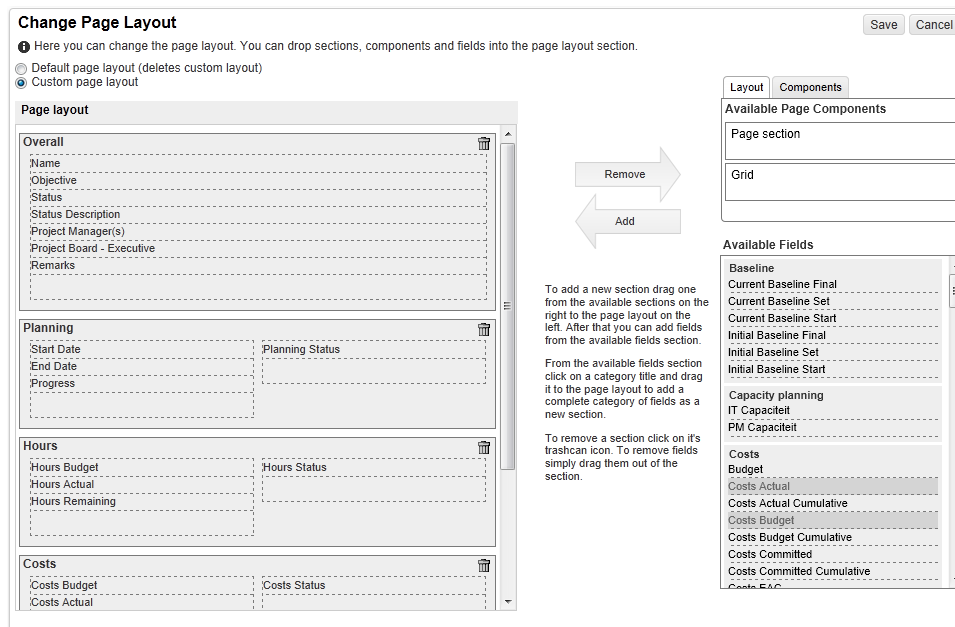 Change Page Layout
Save
Cancel
Here you can change the page layout. You can drop sections, components and fields into the page layout section.
Default page layout (deletes custom layout)
Custom page layout
Page layout
Overall
Name
Objective
Status
Status Description
Project Manager(s)
Project Board - Executive
Remarks
Planning
Start Date
End Date
Progress
Planning Status
Hours
Hours Budget
Hours Actual
Hours Remaining
Hours Status
Costs
Costs Budget
Costs Actual
Costs Status
Remove
Add
To add a new section drag one
from the available sections on the
right to the page layout on the
left. After that you can add fields
from the available fields section.
From the available fields section
click on a category title and drag
it to the page layout to add a
complete category of fields as a
new section.
To remove a section click on it's
trashcan icon. To remove fields
simply drag them out of the
section.
Layout
Components
Available Page Components
Page section
Grid
Available Fields
Baseline
Current Baseline Final
Current Baseline Set
Current Baseline Start
Initial Baseline Final
Initial Baseline Set
Initial Baseline Start
Capacity planning
IT Capaciteit
PM Capaciteit
Costs
Budget
Costs Actual
Costs Actual Cumulative
Costs Budget
Costs Budget Cumulative
Costs Committed
Costs Committed Cumulative
Costs EAC